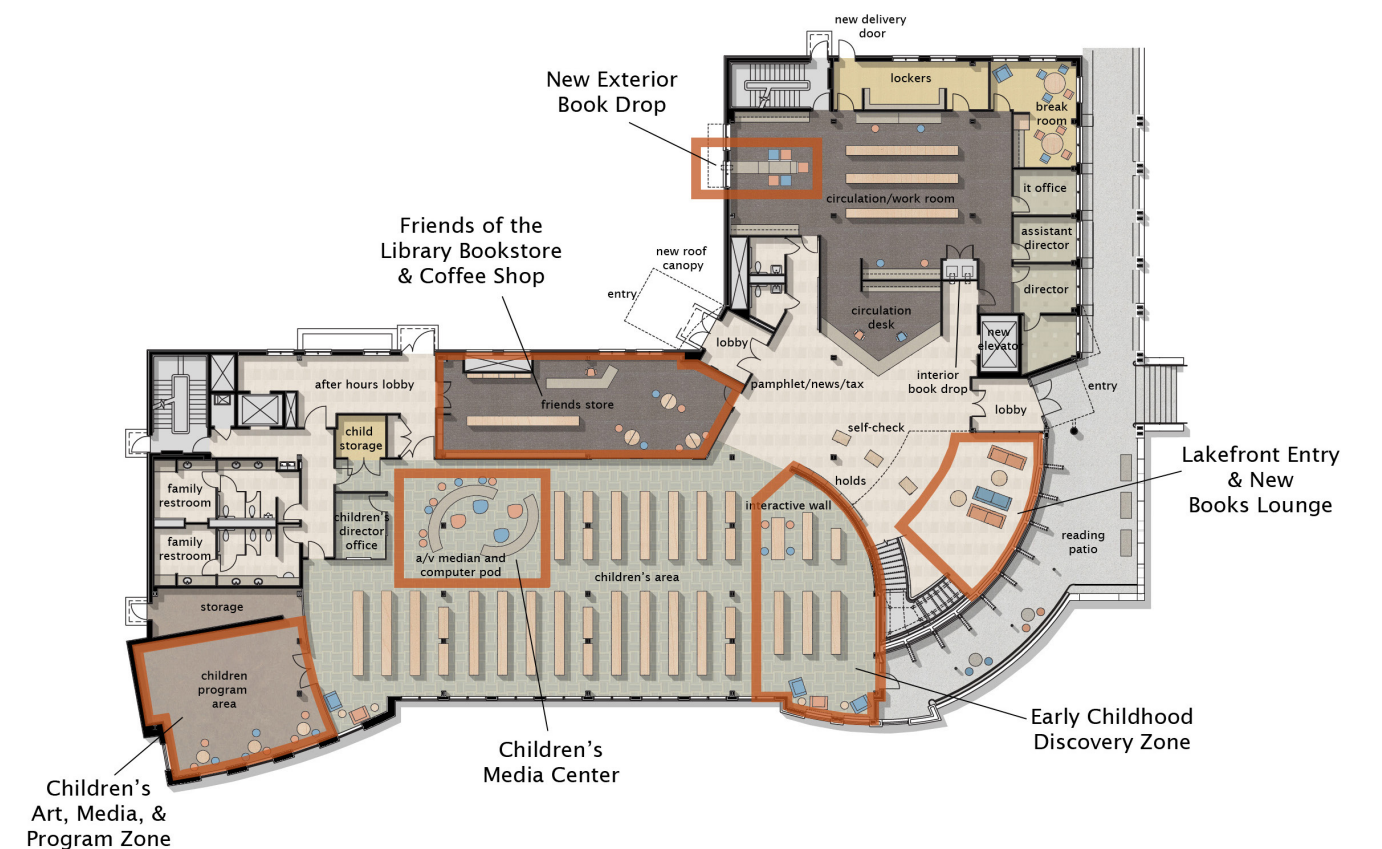 new delivery
door
New Exterior
Book Drop
lockers
break
room
it office
circulation/work room
assistant
director
Friends of the
Library Bookstore
& Coffee Shop
new roof
canopy
entry
director
circulation
desk
new
elevator
lobby
interior
book drop
after hours lobby
pamphlet/news/tax
entry
friends store
lobby
child
storage
self-check
Lakefront Entry
& New
Books Lounge
family
restroom
holds
interactive wall
children's
director
office
reading
patio
family
restroom
a/v median and
computer pod
children's area
storage
children
program
area
Early Childhood
Discovery Zone
Children's
Media Center
Children's
Art, Media, &
Program Zone